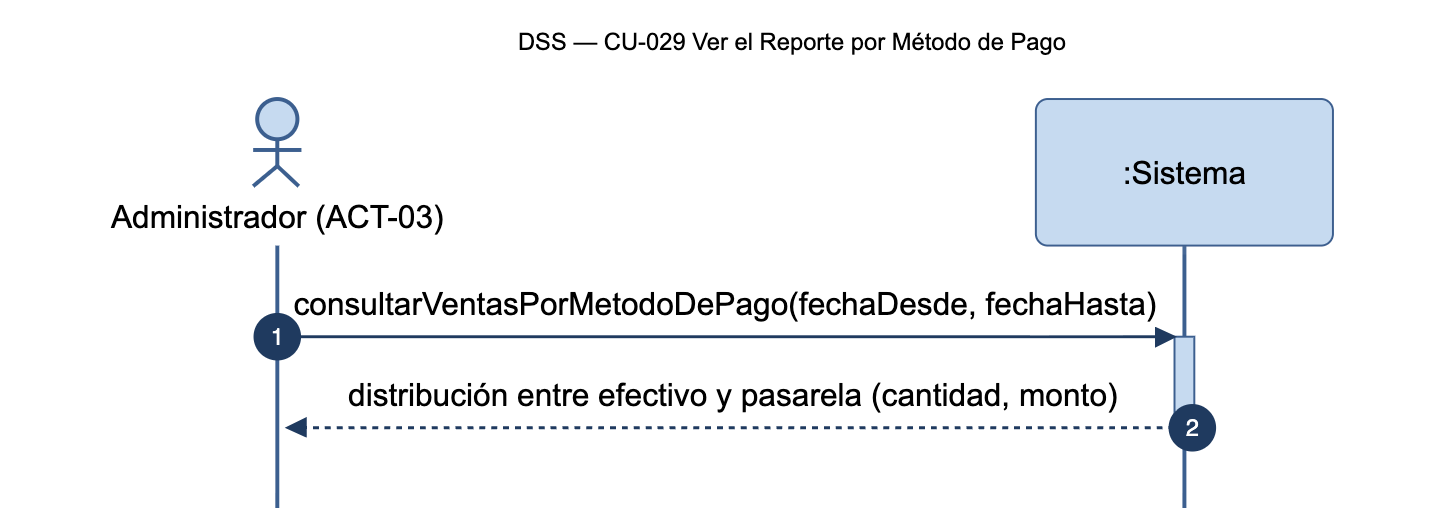 DSS — CU-029 Ver el Reporte por Método de Pago
:Sistema
Administrador (ACT-03)
consultarVentasPorMetodoDePago(fechaDesde, fechaHasta)
1
distribución entre efectivo y pasarela (cantidad, monto)
2